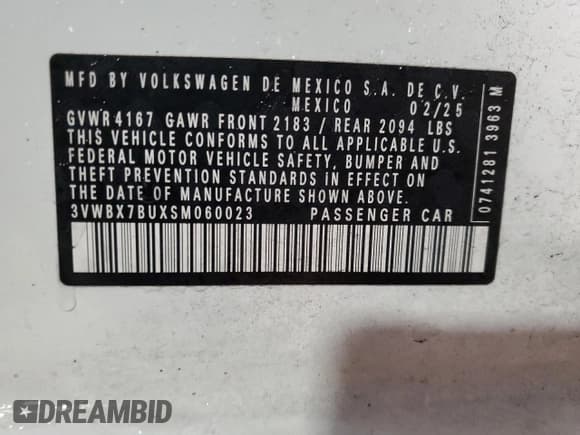 MFD BY VOLKSWAGEN DE MEXICO S.A. DE C.V.
MEXICO 02/25
GVWR 4167 GAWR FRONT 2183 / REAR 2094 LBS
THIS VEHICLE CONFORMS TO ALL APPLICABLE U.S.
FEDERAL MOTOR VEHICLE SAFETY, BUMPER AND
THEFT PREVENTION STANDARDS IN EFFECT ON
THE DATE OF MANUFACTURE SHOWN ABOVE.
3VWBX7BUXSM060023 PASSENGER CAR
0741281 3963 M
DREAMBID